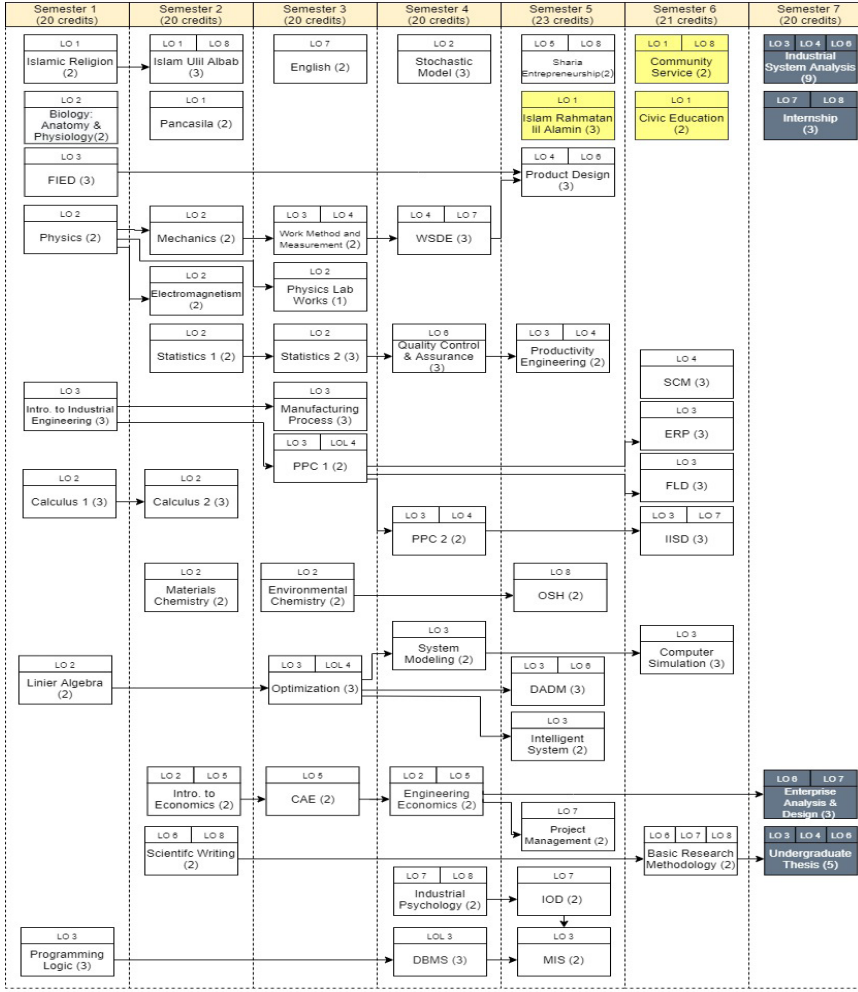 Semester 1
(20 credits)
Semester 2
(20 credits)
Semester 3
(20 credits)
Semester 4
(20 credits)
Semester 5
(23 credits)
Semester 6
(21 credits)
Semester 7
(20 credits)
LO 1
Islamic Religion
(2)
LO 1 LO 8
Islam Ulil Albab
(3)
LO 7
English (2)
LO 2
Stochastic
Model (3)
LO 5 LO 8
Sharia
Entrepreneurship(2)
LO 1 LO 8
Community
Service (2)
LO 3 LO 4 LO 6
Industrial
System Analysis
(9)
LO 2
Biology:
Anatomy &
Physiology(2)
LO 1
Pancasila (2)
LO 1
Islam Rahmatan
lil Alamin (3)
LO 1
Civic Education
(2)
LO 7 LO 8
Internship
(3)
LO 3
FIED (3)
LO 4 LO 6
Product Design
(3)
LO 2
Physics (2)
LO 2
Mechanics (2)
LO 3 LO 4
Work Method and
Measurement (2)
LO 4 LO 7
WSDE (3)
LO 2
Electromagnetism
(2)
LO 2
Physics Lab
Works (1)
LO 2
Statistics 1 (2)
LO 2
Statistics 2 (3)
LO 6
Quality Control
& Assurance
(3)
LO 3 LO 4
Productivity
Engineering (2)
LO 4
SCM (3)
LO 3
Intro. to Industrial
Engineering (3)
LO 3
Manufacturing
Process (3)
LO 3
ERP (3)
LO 3 LOL 4
PPC 1 (2)
LO 3
FLD (3)
LO 2
Calculus 1 (3)
LO 2
Calculus 2 (3)
LO 3 LO 4
PPC 2 (2)
LO 3 LO 7
IISD (3)
LO 2
Materials
Chemistry (2)
LO 2
Environmental
Chemistry (2)
LO 8
OSH (2)
LO 3
System
Modeling (2)
LO 3
Computer
Simulation (3)
LO 2
Linier Algebra
(2)
LO 3 LOL 4
Optimization (3)
LO 3 LO 6
DADM (3)
LO 3
Intelligent
System (2)
LO 2 LO 5
Intro. to
Economics (2)
LO 5
CAE (2)
LO 2 LO 5
Engineering
Economics (2)
LO 6 LO 7
Enterprise
Analysis &
Design (3)
LO 7
Project
Management (2)
LO 6 LO 8
Scientifc Writing
(2)
LO 6 LO 7 LO 8
Basic Research
Methodology (2)
LO 3 LO 4 LO 6
Undergraduate
Thesis (5)
LO 7 LO 8
Industrial
Psychology (2)
LO 7
IOD (2)
LO 3
Programming
Logic (3)
LOL 3
DBMS (3)
LO 3
MIS (2)